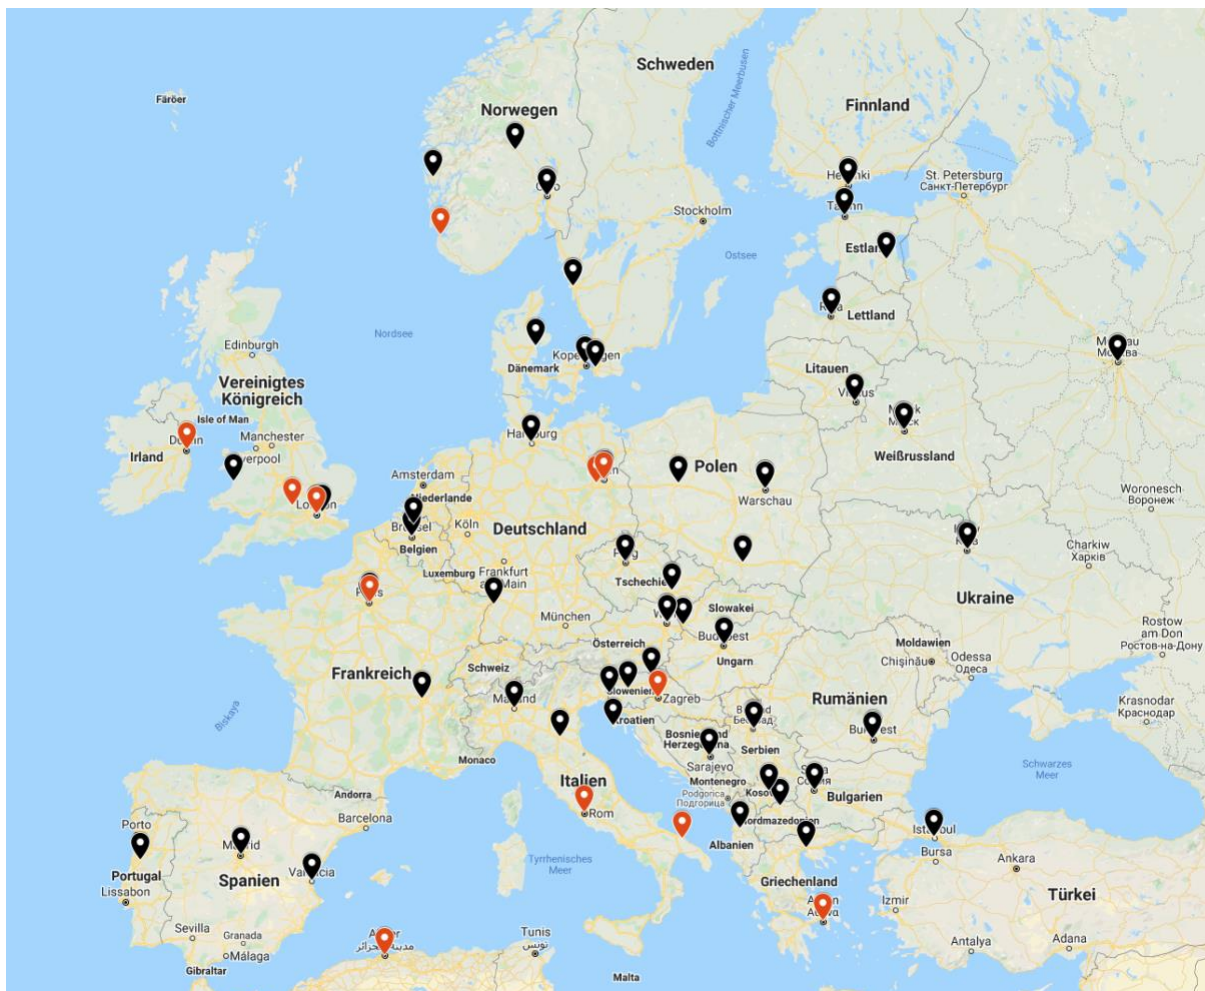 Schweden
Bottnischer Meerbusen
Färöer
Norwegen
Finnland
St. Petersburg
Санкт-Петербург
Stockholm
Estland
Ostsee
Lettland
Nordsee
Edinburgh
Dänemark
Litauen
Vereinigtes
Königreich
Isle of Man
Manchester
Irland
Polen
Weißrussland
Amsterdam
Niederlande
Warschau
Woronesch
Воронеж
Köln
Deutschland
Belgien
Charkiw
Харків
Luxemburg
Frankfurt
am Main
Tschechien
Slowakei
Ukraine
München
Rostow
am Don
Ростов-на-Дону
Österreich
Budapest
Ungarn
Moldawien
Chișinău
Odessa
Одеса
Schweiz
Frankreich
Slowenien
Zagreb
Rumänien
Krasnodar
Краснодар
Biskaya
Kroatien
Bosnien und
Herzegowina
Serbien
Sarajevo
Monaco
Schwarzes
Meer
Italien
Montenegro
Kosovo
Podgorica
Подгорица
Bulgarien
Andorra
Rom
Barcelona
Porto
Nordmazedonien
Albanien
Istanbul
Bursa
Ankara
Tyrrhenisches
Meer
Portugal
Spanien
Griechenland
Türkei
Lissabon
Izmir
Sevilla
Granada
Málaga
Tunis
تونس
Antalya
Adana
Gibraltar
Malta